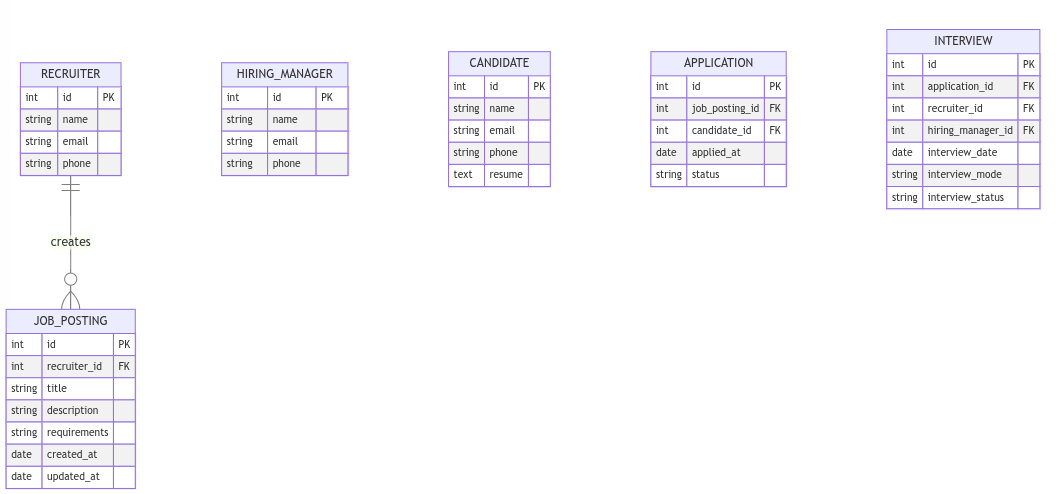 RECRUITER
int id PK
string name
string email
string phone
HIRING_MANAGER
int id PK
string name
string email
string phone
CANDIDATE
int id PK
string name
string email
string phone
text resume
APPLICATION
int id PK
int job_posting_id FK
int candidate_id FK
date applied_at
string status
INTERVIEW
int id PK
int application_id FK
int recruiter_id FK
int hiring_manager_id FK
date interview_date
string interview_mode
string interview_status
creates
JOB_POSTING
int id PK
int recruiter_id FK
string title
string description
string requirements
date created_at
date updated_at